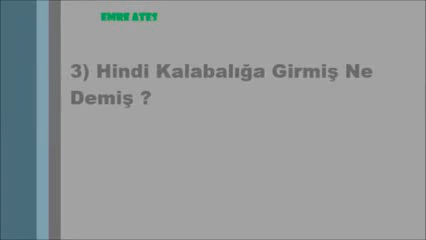 EMRE ATEŞ
3) Hindi Kalabalığa Girmiş Ne
Demiş ?